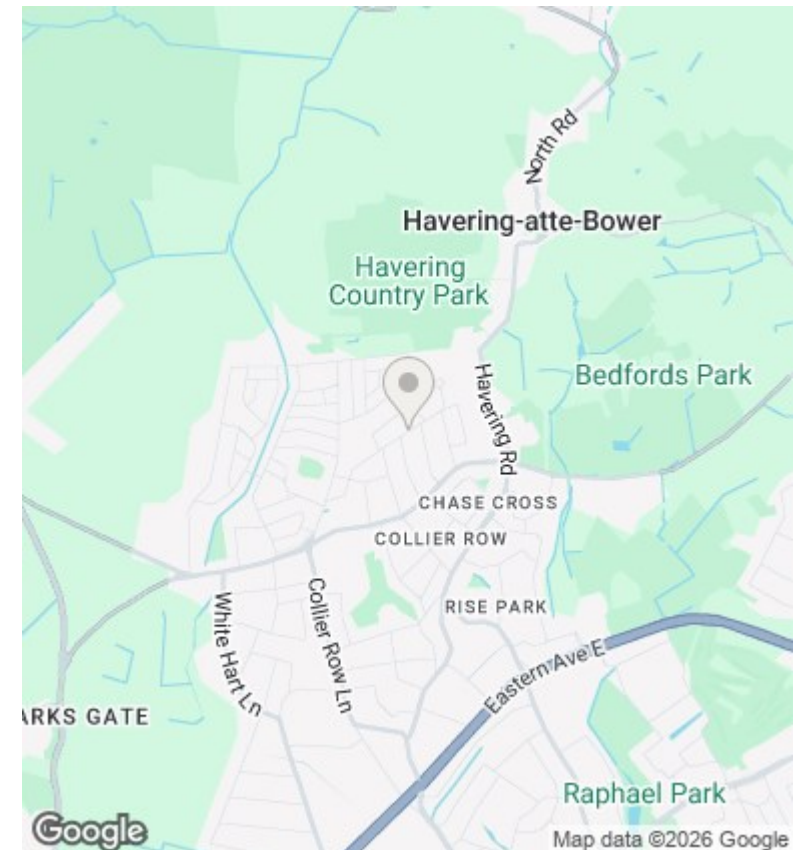 North Rd
Havering-atte-Bower
Havering
Country Park
Bedfords Park
Havering Rd
CHASE CROSS
COLLIER ROW
RISE PARK
White Hart Ln
Collier Row Ln
Eastern Ave E
ARKS GATE
Raphael Park
Google
Map data ©2026 Google